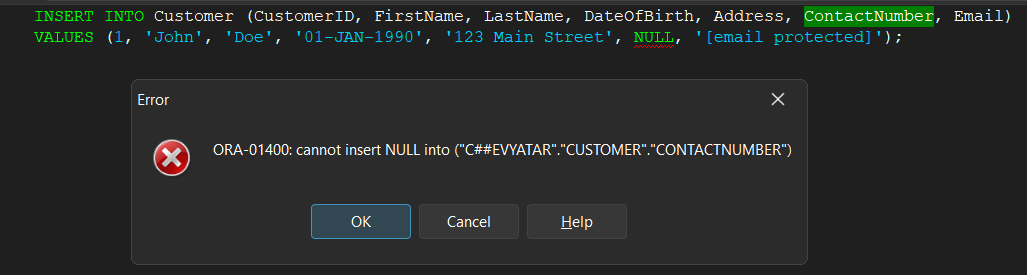 INSERT INTO Customer (CustomerID, FirstName, LastName, DateOfBirth, Address, ContactNumber, Email)
VALUES (1, 'John', 'Doe', '01-JAN-1990', '123 Main Street', NULL, '[email protected]');
Error
ORA-01400: cannot insert NULL into ("C##EVYATAR"."CUSTOMER"."CONTACTNUMBER")
OK
Cancel
Help